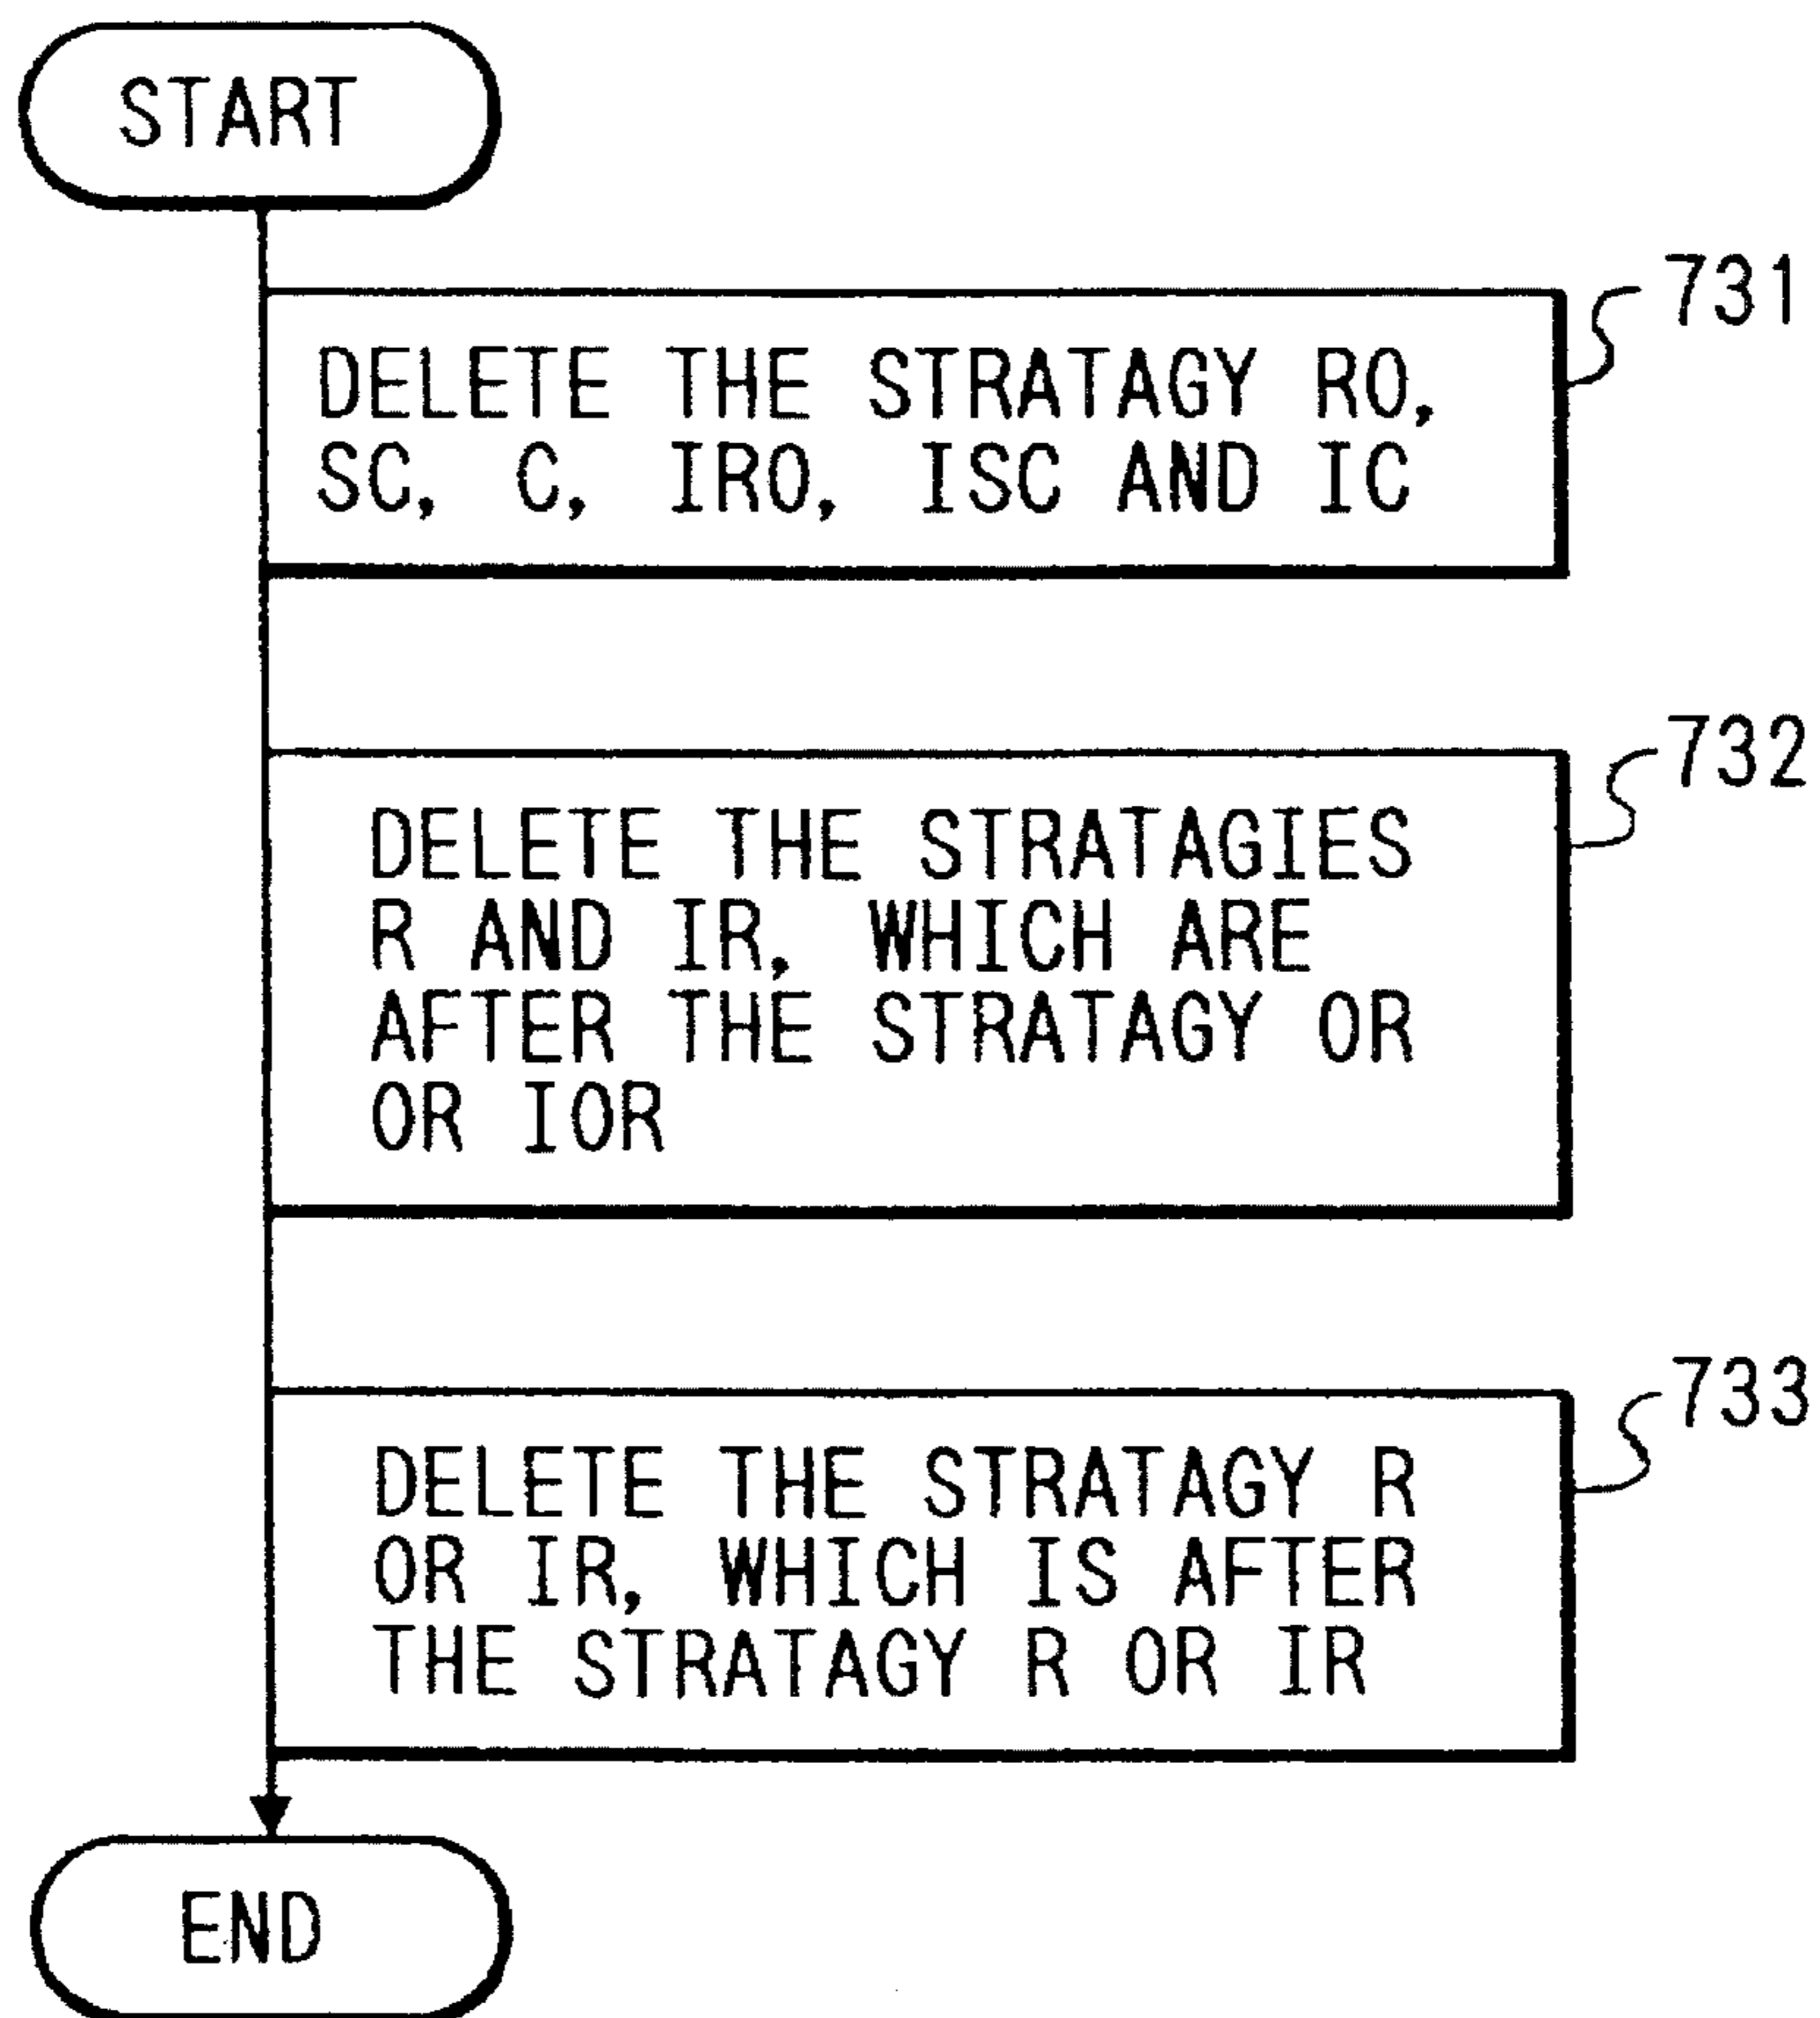 START
731
DELETE THE STRATAGY RO,
SC, C, IRO, ISC AND IC
732
DELETE THE STRATAGIES
R AND IR, WHICH ARE
AFTER THE STRATAGY OR
OR IOR
733
DELETE THE STRATAGY R
OR IR, WHICH IS AFTER
THE STRATAGY R OR IR
END